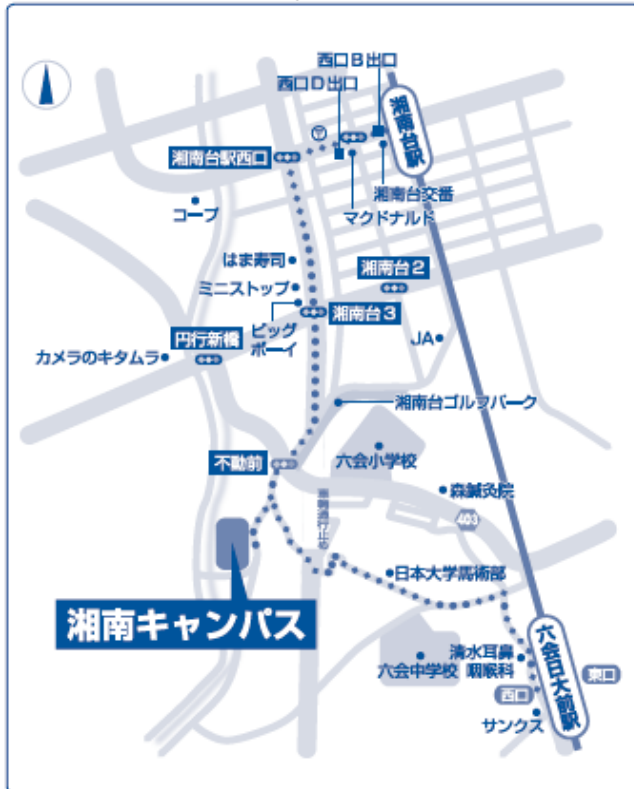 西口B出口
西口D出口
湘南台駅
湘南台駅西口
湘南台交番
マクドナルド
コープ
はま寿司
湘南台2
ミニストップ
湘南台3
ビッグ
ボーイ
円行新橋
JA
カメラのキタムラ
湘南台ゴルフパーク
不動前
六会小学校
森鍼灸院
車両通行止め
403
日本大学馬術部
湘南キャンパス
清水耳鼻
咽喉科
六会中学校
六会日大前駅
東口
西口
サンクス